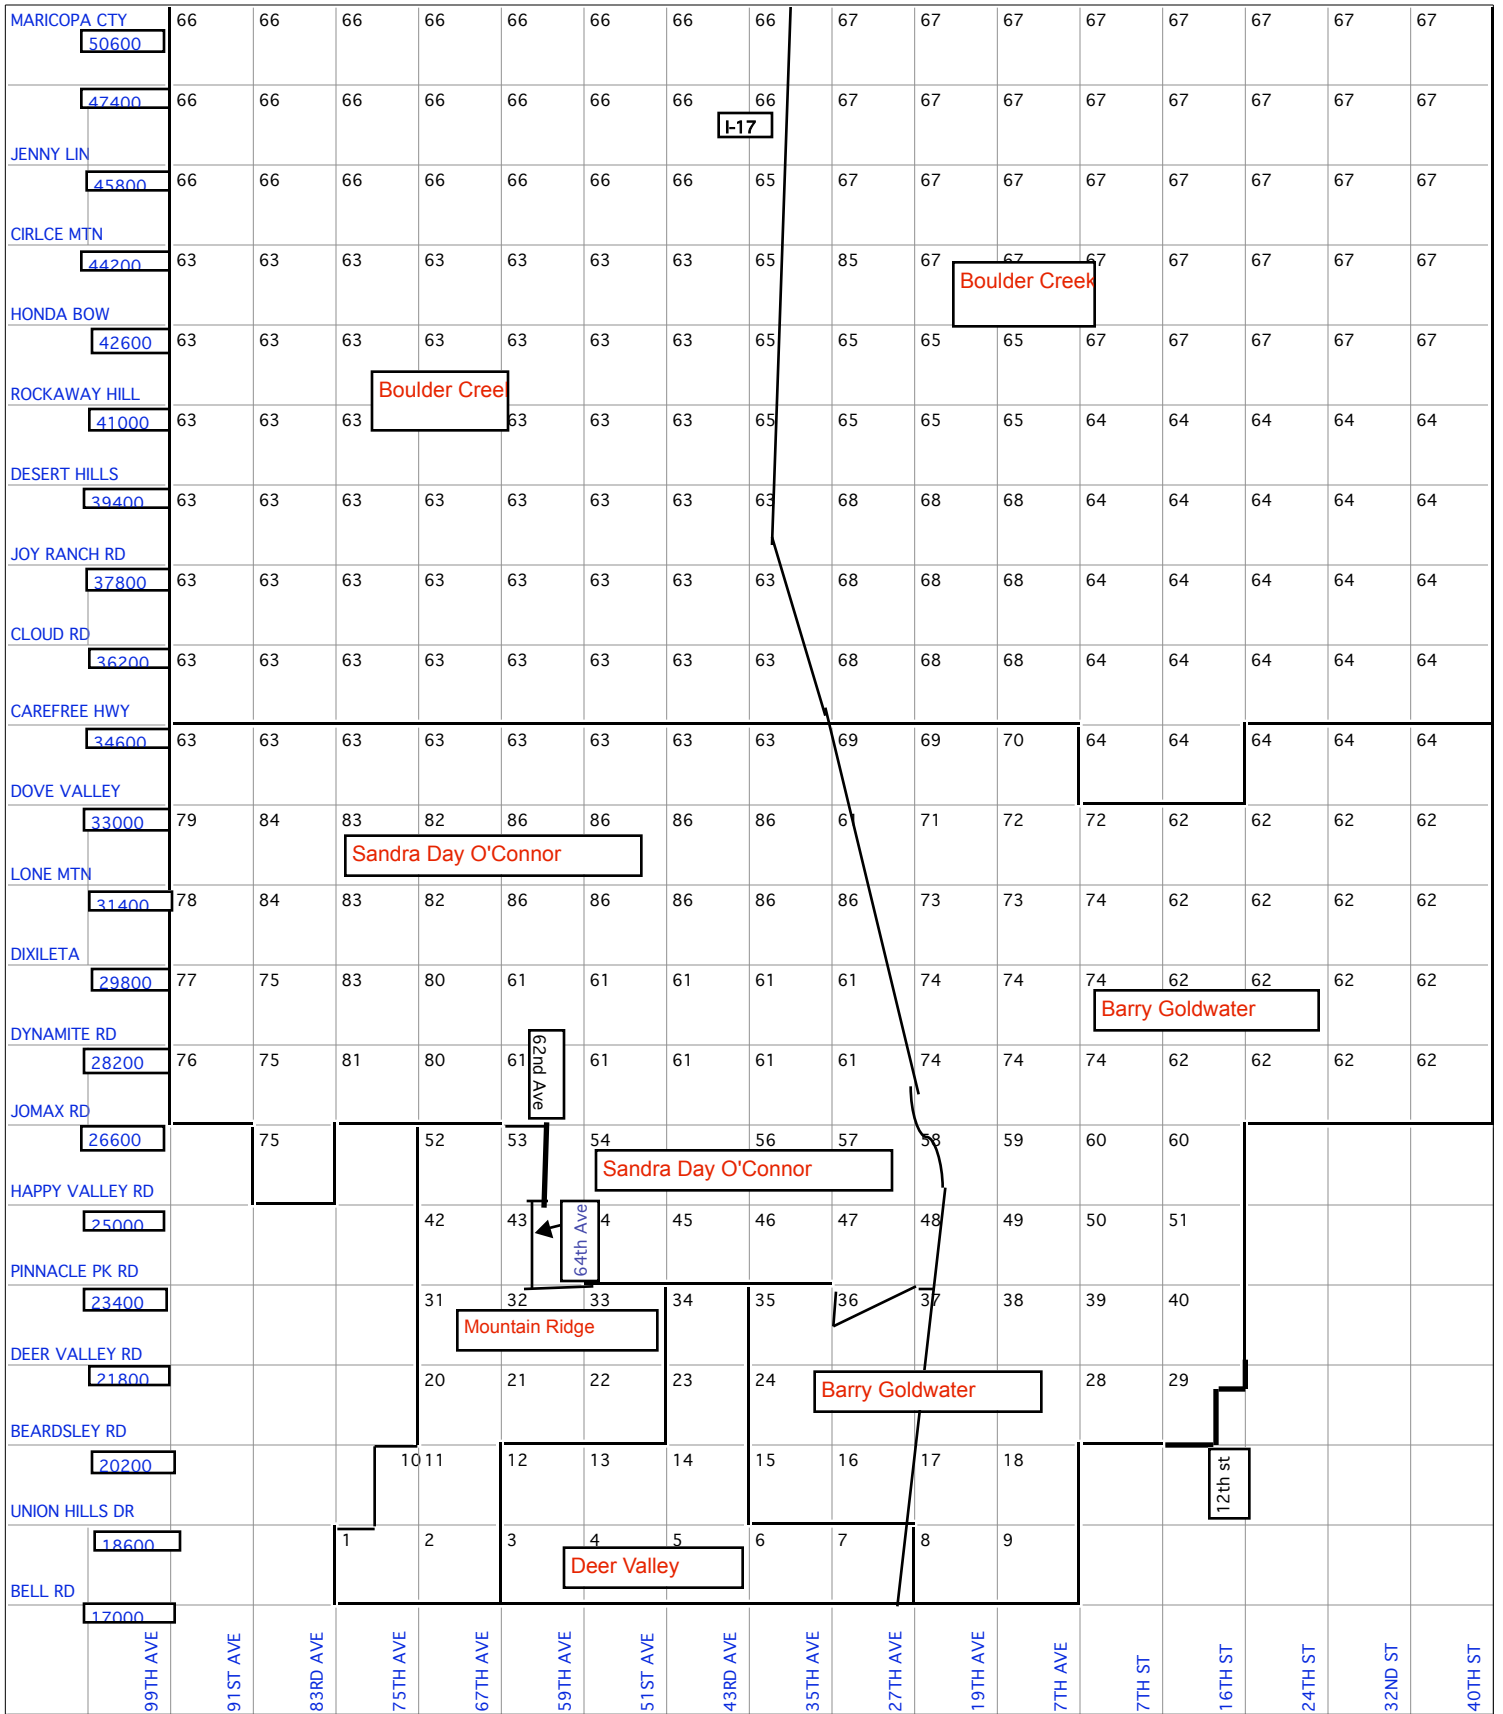 MARICOPA CTY 66 66 66 66 66 66 66 66 67 67 67 67 67 67 67 67
50600
47400 66 66 66 66 66 66 66 66 67 67 67 67 67 67 67 67
I-17
JENNY LIN
45800 66 66 66 66 66 66 66 65 67 67 67 67 67 67 67 67
CIRLCE MTN
44200 63 63 63 63 63 63 63 65 85 67 67 67 67 67 67 67
Boulder Creek
HONDA BOW
42600 63 63 63 63 63 63 63 65 65 65 65 67 67 67 67 67
Boulder Creek
ROCKAWAY HILL
41000 63 63 63 63 63 63 65 65 65 65 64 64 64 64 64
DESERT HILLS
39400 63 63 63 63 63 63 63 63 68 68 68 64 64 64 64 64
JOY RANCH RD
37800 63 63 63 63 63 63 63 63 68 68 68 64 64 64 64 64
CLOUD RD
36200 63 63 63 63 63 63 63 63 68 68 68 64 64 64 64 64
CAREFREE HWY
34600 63 63 63 63 63 63 63 63 69 69 70 64 64 64 64 64
DOVE VALLEY
33000 79 84 83 82 86 86 86 86 61 71 72 72 62 62 62 62
Sandra Day O'Connor
LONE MTN
31400 78 84 83 82 86 86 86 86 86 73 73 74 62 62 62 62
DIXILETA
29800 77 75 83 80 61 61 61 61 61 74 74 74 62 62 62 62
Barry Goldwater
DYNAMITE RD
28200 76 75 81 80 61 61 61 61 61 74 74 74 62 62 62 62
62nd Ave
JOMAX RD
26600 75 52 53 54 56 57 58 59 60 60
Sandra Day O'Connor
HAPPY VALLEY RD
25000 42 43 4 45 46 47 48 49 50 51
64th Ave
PINNACLE PK RD
23400 31 32 33 34 35 36 37 38 39 40
Mountain Ridge
DEER VALLEY RD
21800 20 21 22 23 24 28 29
Barry Goldwater
BEARDSLEY RD
20200 10 11 12 13 14 15 16 17 18
12th st
UNION HILLS DR
18600 1 2 3 4 5 6 7 8 9
Deer Valley
BELL RD
17000
99TH AVE
91ST AVE
83RD AVE
75TH AVE
67TH AVE
59TH AVE
51ST AVE
43RD AVE
35TH AVE
27TH AVE
19TH AVE
7TH AVE
7TH ST
16TH ST
24TH ST
32ND ST
40TH ST